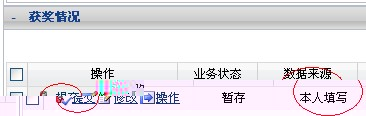 - 获奖情况
操作 业务状态 数据来源
提交 修改 操作 暂存 本人填写